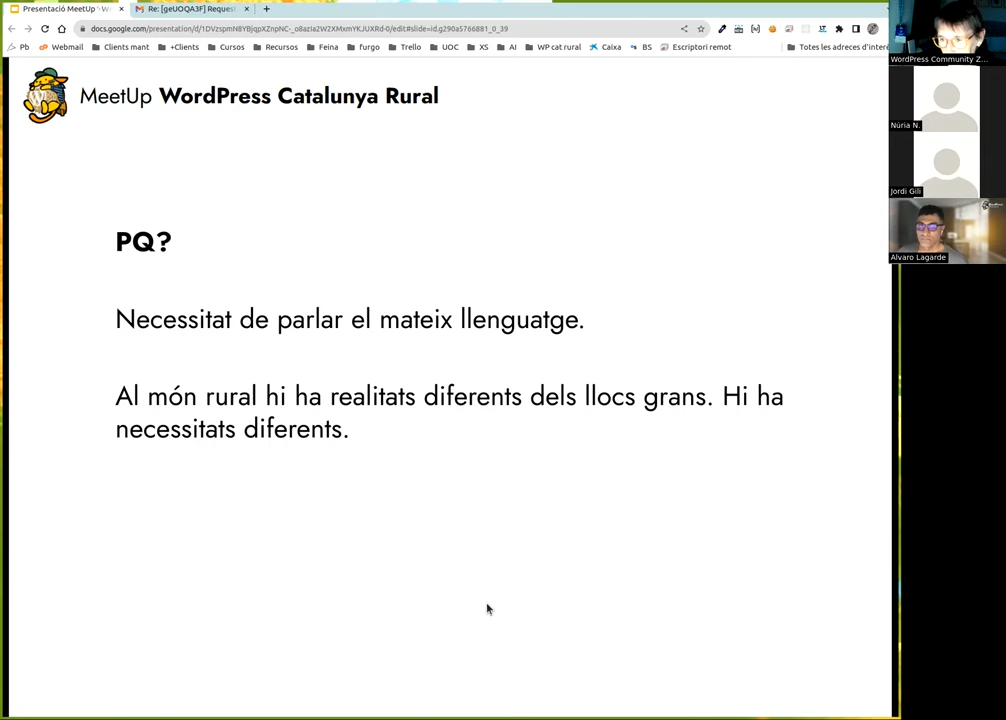 Presentació MeetUp - W
Re: [geUOQA3F] Reques
docs.google.com/presentation/d/1DVzspmN8YBjqpXZnpNC-_o8azIa2W2XMxmYKJUXRd-0/edit#slide=id.g290a5766881_0_39
Pb
Webmail
Clients mant
+Clients
Cursos
Recursos
Feina
furgo
Trello
UOC
XS
AI
WP cat rural
Caixa
BS
Escriptori remot
Totes les adreces d'interè
MeetUp WordPress Catalunya Rural
PQ?
Necessitat de parlar el mateix llenguatge.
Al món rural hi ha realitats diferents dels llocs grans. Hi ha
necessitats diferents.
WordPress Community Z...
Núria N.
Jordi Gili
Alvaro Lagarde